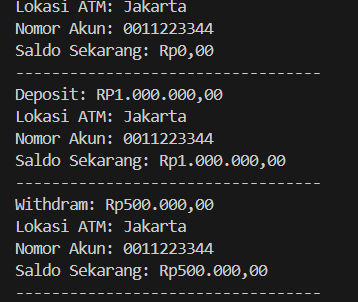 Lokasi ATM: Jakarta
Nomor Akun: 0011223344
Saldo Sekarang: Rp0,00
----------------------------------
Deposit: RP1.000.000,00
Lokasi ATM: Jakarta
Nomor Akun: 0011223344
Saldo Sekarang: Rp1.000.000,00
----------------------------------
Withdram: Rp500.000,00
Lokasi ATM: Jakarta
Nomor Akun: 0011223344
Saldo Sekarang: Rp500.000,00
----------------------------------